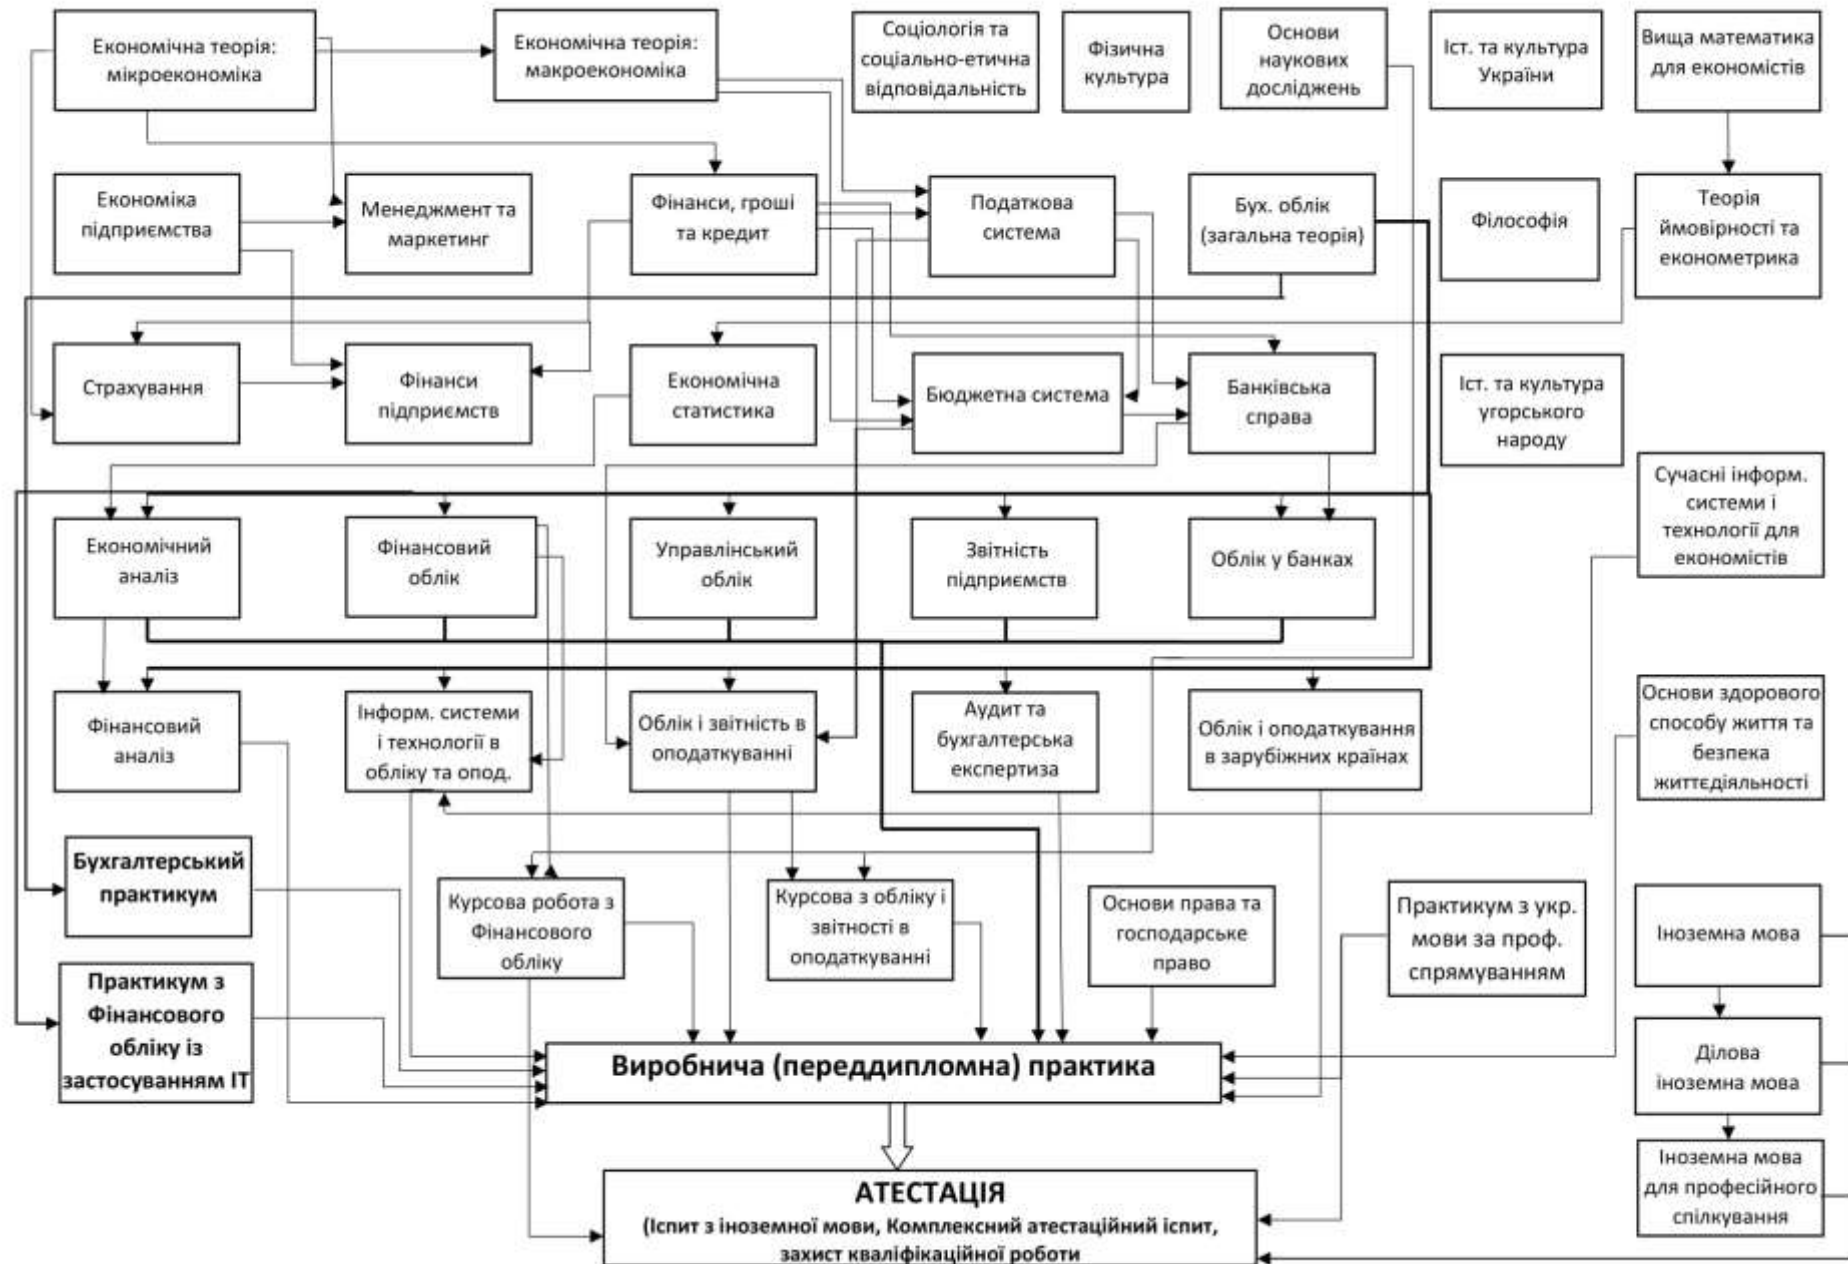 Економічна теорія:
мікроекономіка
Економічна теорія:
макроекономіка
Соціологія та
соціально-етична
відповідальність
Фізична
культура
Основи
наукових
досліджень
Іст. та культура
України
Вища математика
для економістів
Економіка
підприємства
Менеджмент та
маркетинг
Фінанси, гроші
та кредит
Податкова
система
Бух. облік
(загальна теорія)
Філософія
Теорія
ймовірності та
економетрика
Страхування
Фінанси
підприємств
Економічна
статистика
Бюджетна система
Банківська
справа
Іст. та культура
угорського
народу
Сучасні інформ.
системи і
технології для
економістів
Економічний
аналіз
Фінансовий
облік
Управлінський
облік
Звітність
підприємств
Облік у банках
Фінансовий
аналіз
Інформ. системи
і технології в
обліку та опод.
Облік і звітність в
оподаткуванні
Аудит та
бухгалтерська
експертиза
Облік і оподаткування
в зарубіжних країнах
Основи здорового
способу життя та
безпека
життєдіяльності
Бухгалтерський
практикум
Курсова робота з
Фінансового
обліку
Курсова з обліку і
звітності в
оподаткуванні
Основи права та
господарське
право
Практикум з укр.
мови за проф.
спрямуванням
Іноземна мова
Практикум з
Фінансового
обліку із
застосуванням ІТ
Виробнича (переддипломна) практика
Ділова
іноземна мова
Іноземна мова
для професійного
спілкування
АТЕСТАЦІЯ
(Іспит з іноземної мови, Комплексний атестаційний іспит,
захист кваліфікаційної роботи